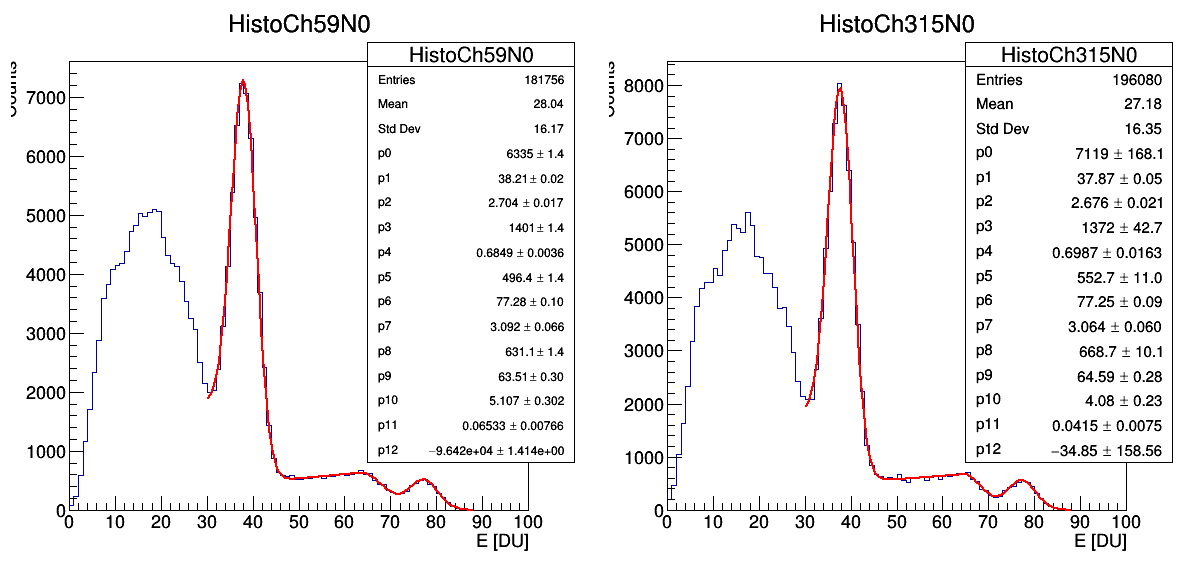 HistoCh59N0
HistoCh59N0
Entries 181756
Mean 28.04
Std Dev 16.17
p0 6335 ± 1.4
p1 38.21 ± 0.02
p2 2.704 ± 0.017
p3 1401 ± 1.4
p4 0.6849 ± 0.0036
p5 496.4 ± 1.4
p6 77.28 ± 0.10
p7 3.092 ± 0.066
p8 631.1 ± 1.4
p9 63.51 ± 0.30
p10 5.107 ± 0.302
p11 0.06533 ± 0.00766
p12 −9.642e+04 ± 1.414e+00
7000
6000
5000
4000
3000
2000
1000
0
0 10 20 30 40 50 60 70 80 90 100
E [DU]
HistoCh315N0
HistoCh315N0
Entries 196080
Mean 27.18
Std Dev 16.35
p0 7119 ± 168.1
p1 37.87 ± 0.05
p2 2.676 ± 0.021
p3 1372 ± 42.7
p4 0.6987 ± 0.0163
p5 552.7 ± 11.0
p6 77.25 ± 0.09
p7 3.064 ± 0.060
p8 668.7 ± 10.1
p9 64.59 ± 0.28
p10 4.08 ± 0.23
p11 0.0415 ± 0.0075
p12 −34.85 ± 158.56
8000
7000
6000
5000
4000
3000
2000
1000
0
0 10 20 30 40 50 60 70 80 90 100
E [DU]